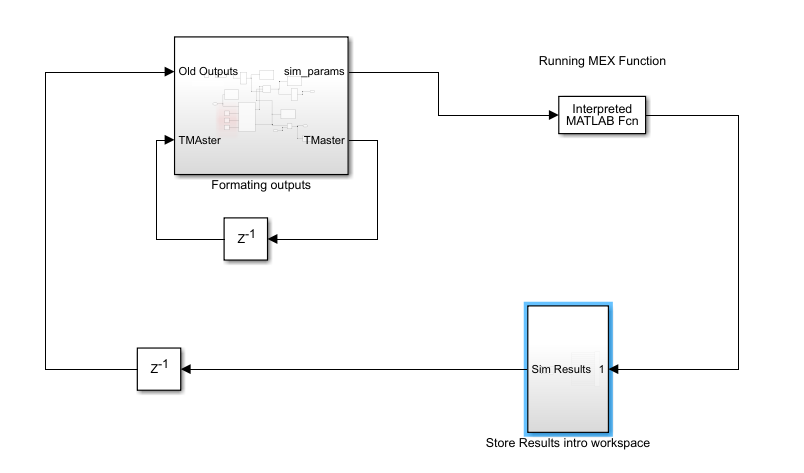 Old Outputs
sim_params
TMAster
TMaster
Formating outputs
Running MEX Function
Interpreted
MATLAB Fcn
Z-1
Z-1
Sim Results
1
Store Results intro workspace